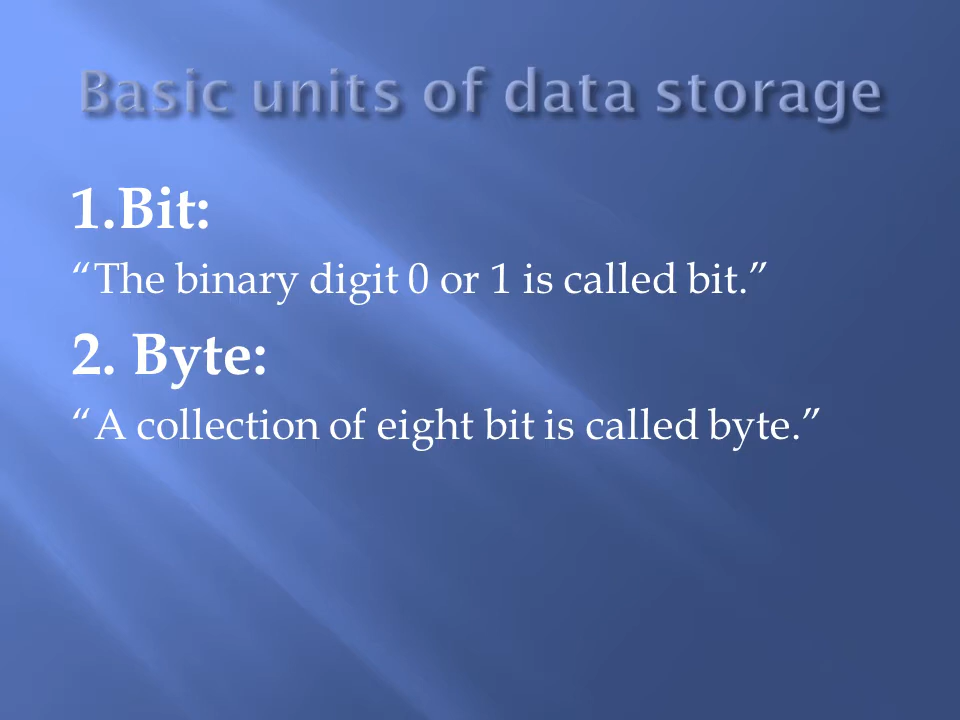 Basic units of data storage
1.Bit:
“The binary digit 0 or 1 is called bit.”
2. Byte:
“A collection of eight bit is called byte.”